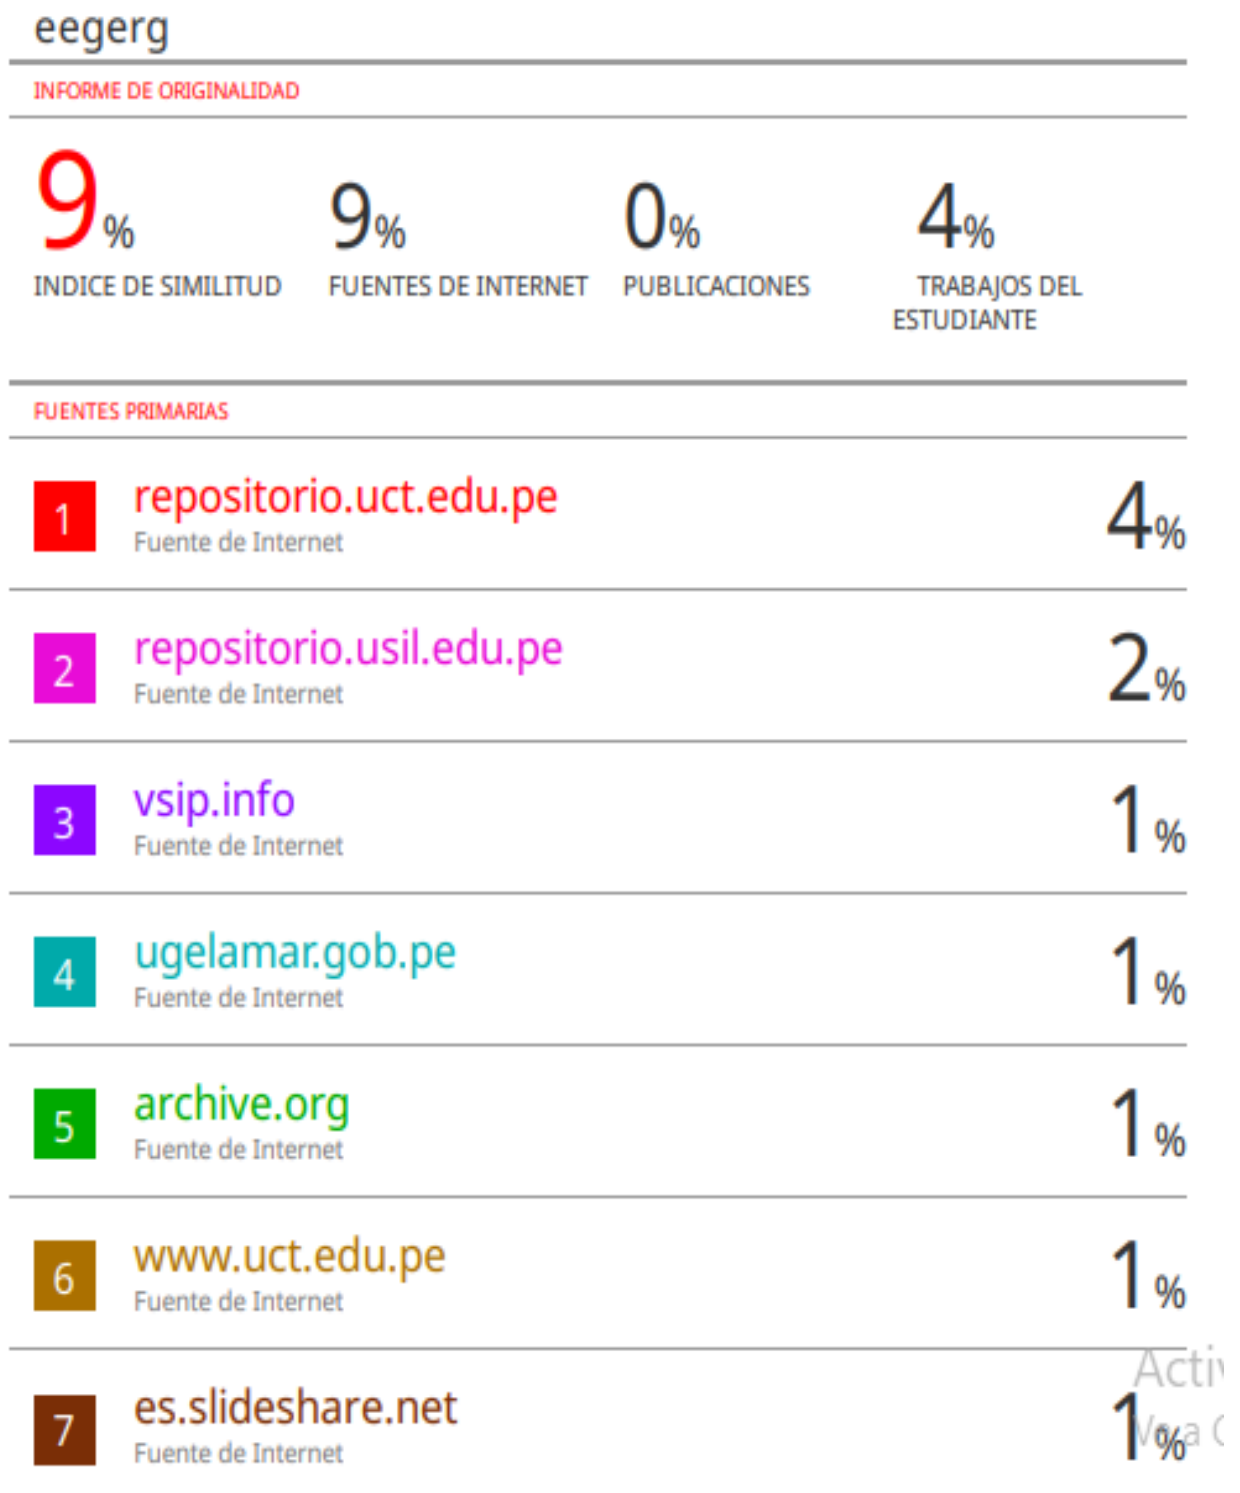 eegerg
INFORME DE ORIGINALIDAD
9% 9% 0% 4%
INDICE DE SIMILITUD FUENTES DE INTERNET PUBLICACIONES TRABAJOS DEL
ESTUDIANTE
FUENTES PRIMARIAS
1 repositorio.uct.edu.pe 4%
Fuente de Internet
2 repositorio.usil.edu.pe 2%
Fuente de Internet
3 vsip.info 1%
Fuente de Internet
4 ugelamar.gob.pe 1%
Fuente de Internet
5 archive.org 1%
Fuente de Internet
6 www.uct.edu.pe 1%
Fuente de Internet
7 es.slideshare.net 1%
Fuente de Internet